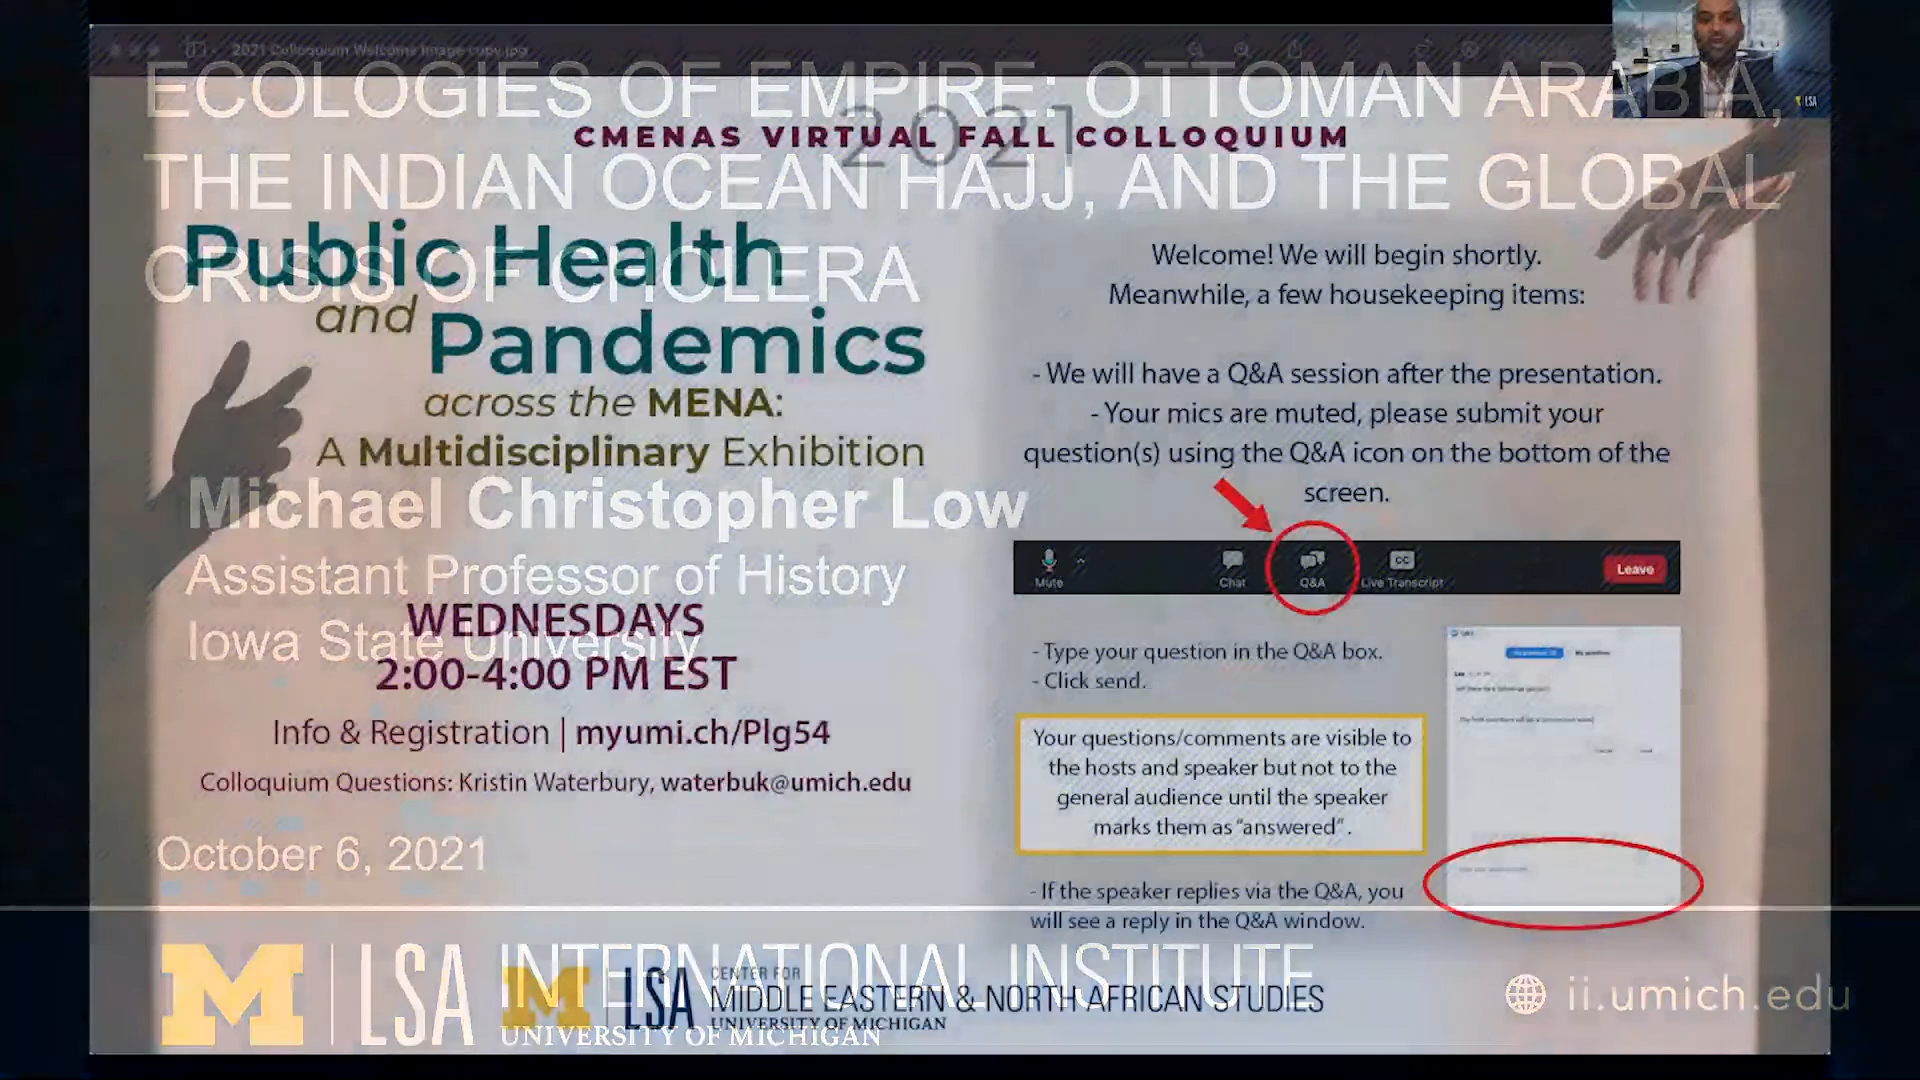 2021 Colloquium Welcome Image copy.jpg
ECOLOGIES OF EMPIRE: OTTOMAN ARABIA,
THE INDIAN OCEAN HAJJ, AND THE GLOBAL
CRISIS OF CHOLERA
Michael Christopher Low
Assistant Professor of History
Iowa State University
October 6, 2021
M LSA INTERNATIONAL INSTITUTE
UNIVERSITY OF MICHIGAN
ii.umich.edu
LSA
2021
CMENAS VIRTUAL FALL COLLOQUIUM
Public Health
and
Pandemics
across the MENA:
A Multidisciplinary Exhibition
WEDNESDAYS
2:00-4:00 PM EST
Info & Registration | myumi.ch/Plg54
Colloquium Questions: Kristin Waterbury, waterbuk@umich.edu
Welcome! We will begin shortly.
Meanwhile, a few housekeeping items:
- We will have a Q&A session after the presentation.
- Your mics are muted, please submit your
question(s) using the Q&A icon on the bottom of the
screen.
Mute Chat Q&A CC Live Transcript Leave
- Type your question in the Q&A box.
- Click send.
Your questions/comments are visible to
the hosts and speaker but not to the
general audience until the speaker
marks them as "answered".
- If the speaker replies via the Q&A, you
will see a reply in the Q&A window.
M LSA CENTER FOR
MIDDLE EASTERN & NORTH AFRICAN STUDIES
UNIVERSITY OF MICHIGAN